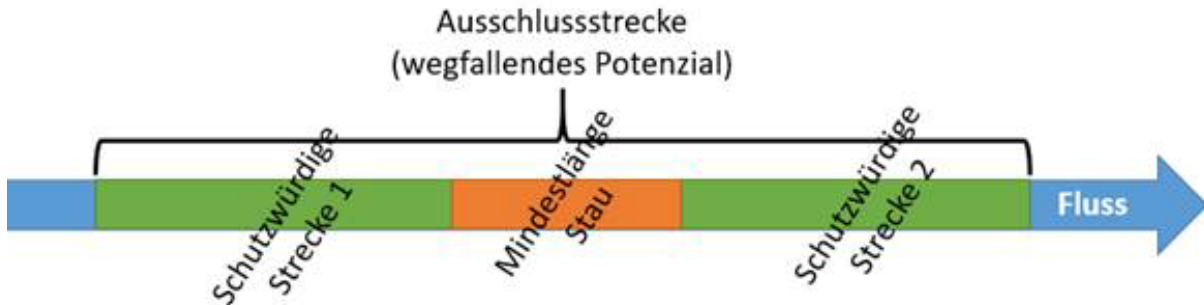 Ausschlussstrecke
(wegfallendes Potenzial)
Schutzwürdige
Strecke 1
Mindestlänge
Stau
Schutzwürdige
Strecke 2
Fluss